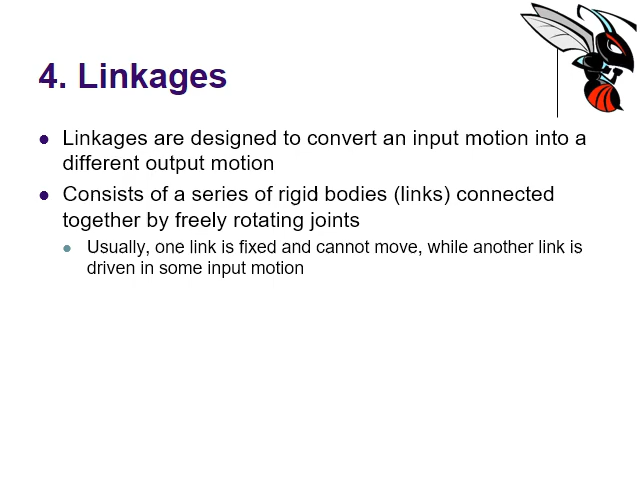 4. Linkages
Linkages are designed to convert an input motion into a
different output motion
Consists of a series of rigid bodies (links) connected
together by freely rotating joints
Usually, one link is fixed and cannot move, while another link is
driven in some input motion